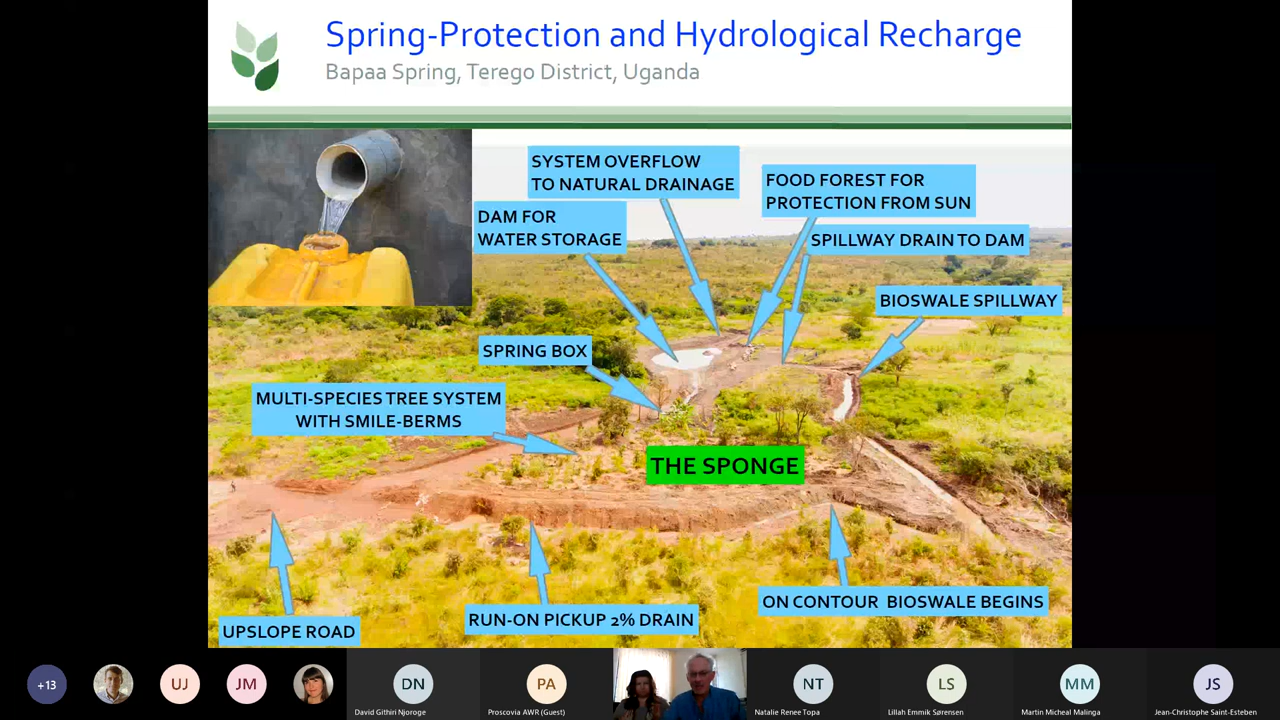 Spring-Protection and Hydrological Recharge
Bapaa Spring, Terego District, Uganda
SYSTEM OVERFLOW
TO NATURAL DRAINAGE
FOOD FOREST FOR
PROTECTION FROM SUN
DAM FOR
WATER STORAGE
SPILLWAY DRAIN TO DAM
BIOSWALE SPILLWAY
SPRING BOX
MULTI-SPECIES TREE SYSTEM
WITH SMILE-BERMS
THE SPONGE
ON CONTOUR BIOSWALE BEGINS
RUN-ON PICKUP 2% DRAIN
UPSLOPE ROAD
+13
UJ
JM
DN
David Githiri Njoroge
PA
Proscovia AWR (Guest)
NT
Natalie Renee Topa
LS
Lillah Emmik Sørensen
MM
Martin Micheal Malinga
JS
Jean-Christophe Saint-Esteben